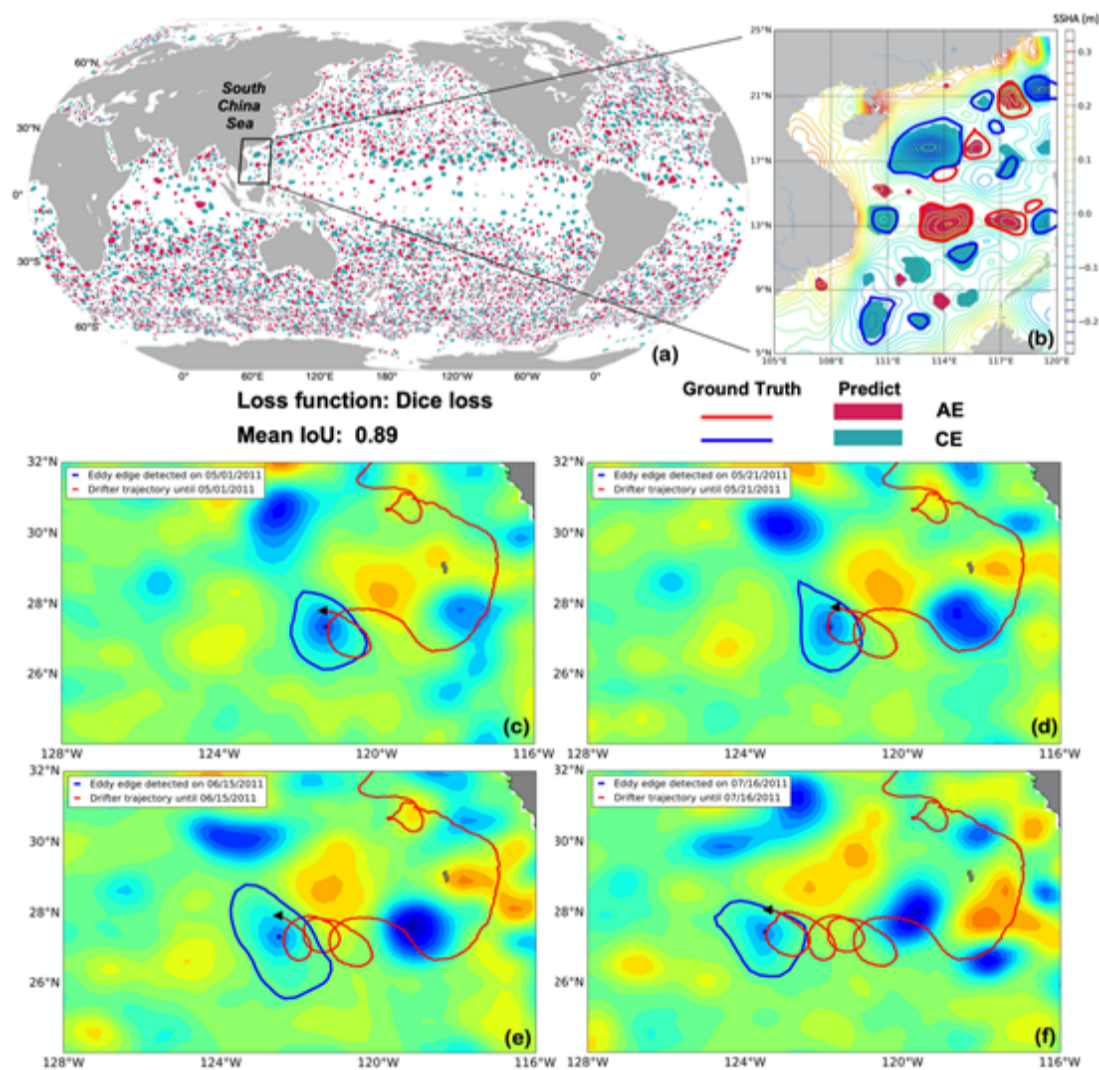 SSHA (m)
25°N
0.3
60°N
South
China
Sea
21°N
0.2
30°N
17°N
0.1
0°
0.0
13°N
30°S
-0.1
9°N
60°S
-0.2
(a)
(b)
5°N
105°E 108°E 111°E 114°E 117°E 120°E
0° 60°E 120°E 180° 120°W 60°W 0°
Ground Truth Predict
Loss function: Dice loss
AE
Mean IoU: 0.89
CE
32°N
Eddy edge detected on 05/01/2011
Drifter trajectory until 05/01/2011
30°N
28°N
26°N
(c)
128°W 124°W 120°W 116°W
32°N
Eddy edge detected on 05/21/2011
Drifter trajectory until 05/21/2011
30°N
28°N
26°N
(d)
128°W 124°W 120°W 116°W
32°N
Eddy edge detected on 06/15/2011
Drifter trajectory until 06/15/2011
30°N
28°N
26°N
(e)
128°W 124°W 120°W 116°W
32°N
Eddy edge detected on 07/16/2011
Drifter trajectory until 07/16/2011
30°N
28°N
26°N
(f)
128°W 124°W 120°W 116°W